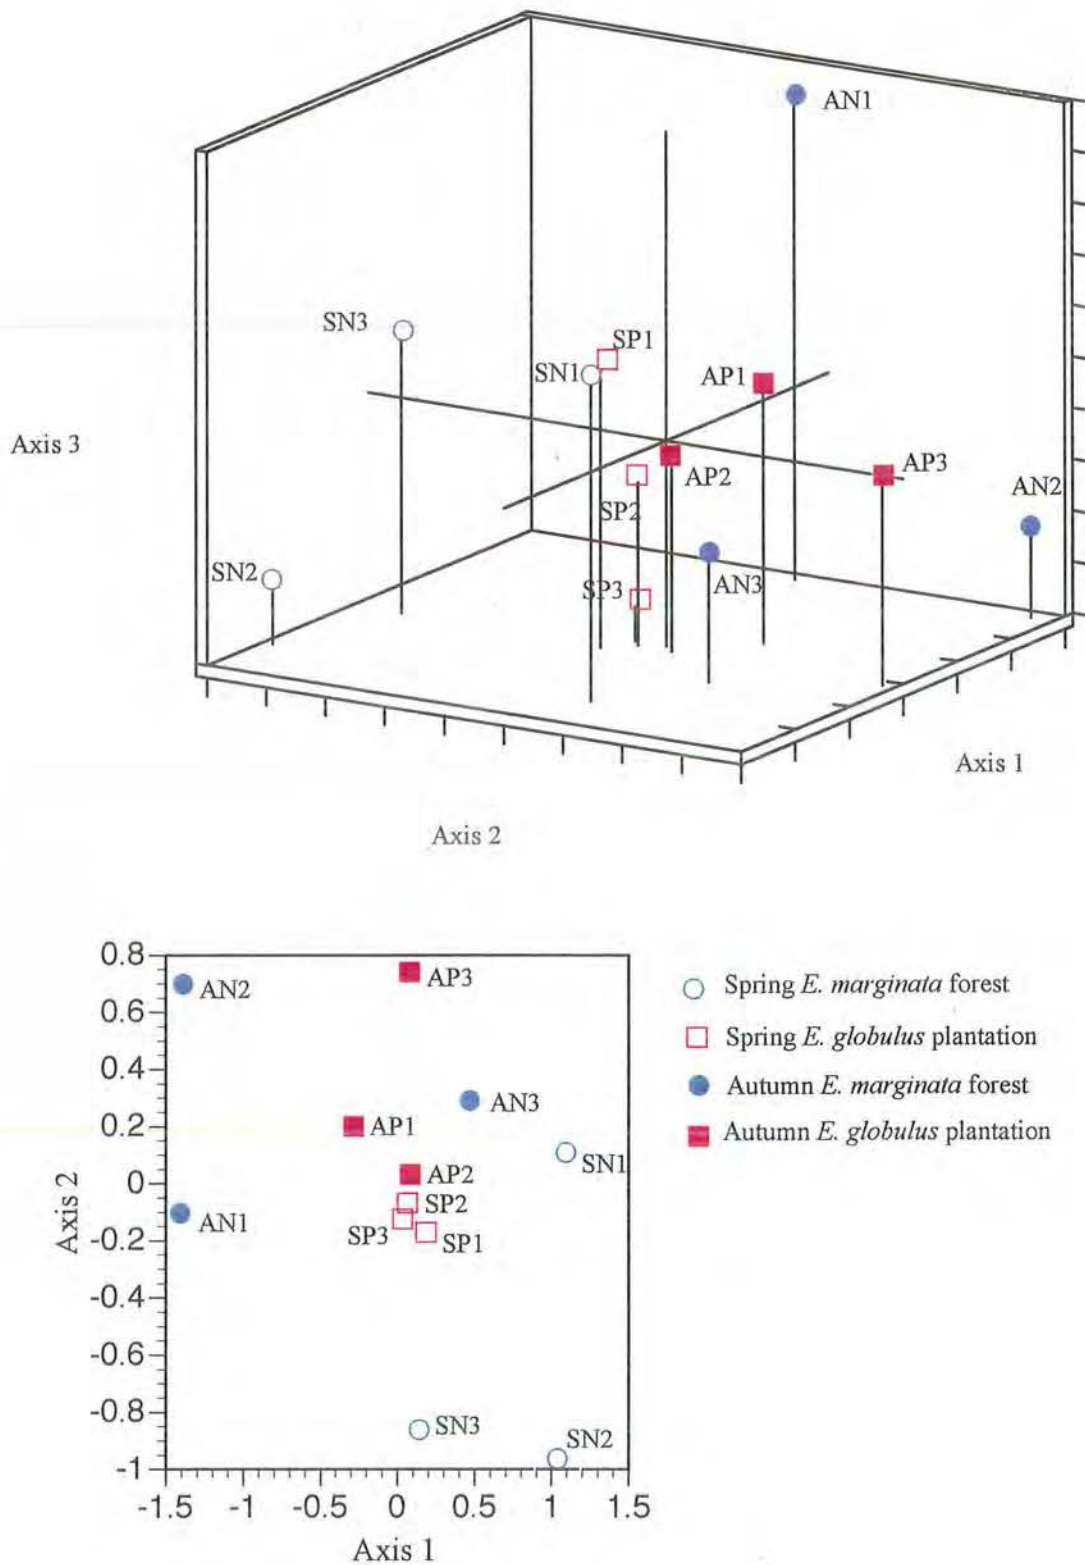 AN1
SN3
SP1
SN1
AP1
Axis 3
AP2
AP3
AN2
SP2
SN2
SP3
AN3
Axis 1
Axis 2
0.8
AN2
AP3
Spring E. marginata forest
0.6
Spring E. globulus plantation
0.4
AN3
Autumn E. marginata forest
0.2
AP1
Autumn E. globulus plantation
SN1
AP2
0
SP2
Axis 2
AN1
SP3
SP1
-0.2
-0.4
-0.6
-0.8
SN3
SN2
-1
-1.5 -1 -0.5 0 0.5 1 1.5
Axis 1